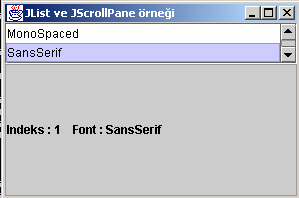 JList ve JScrollPane örneği
MonoSpaced
SansSerif
Indeks : 1 Font : SansSerif